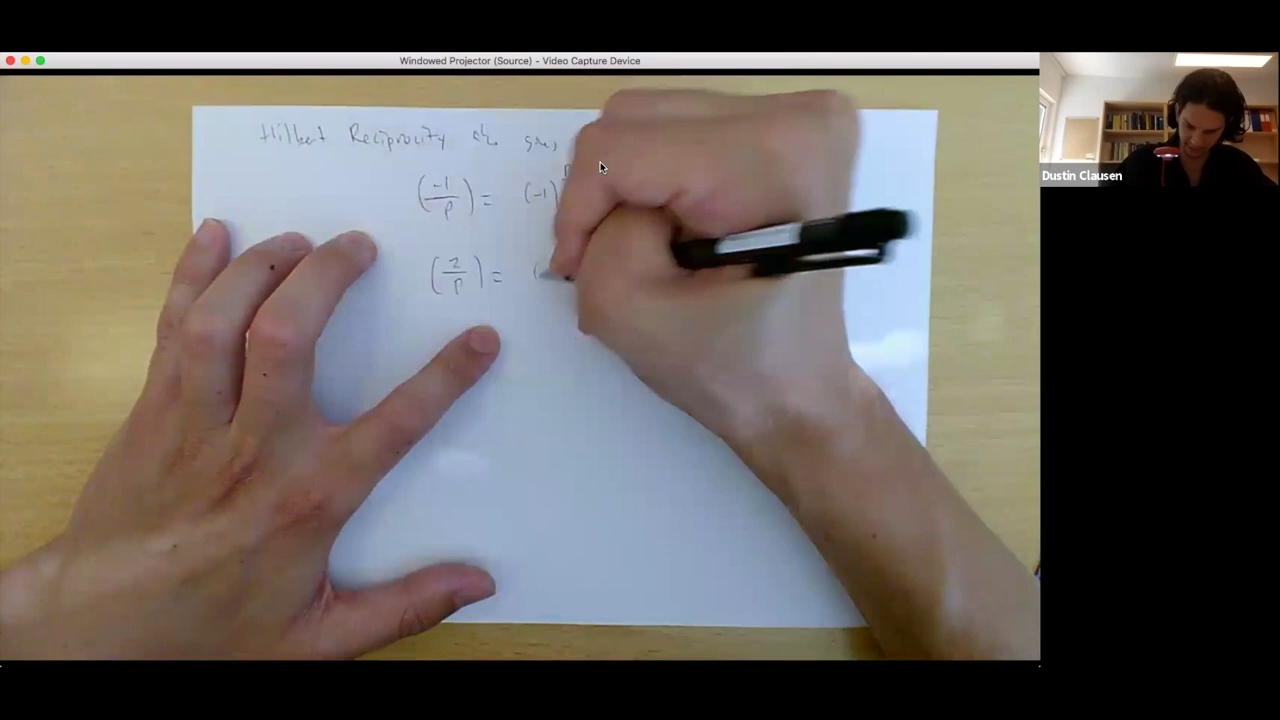 Windowed Projector (Source) - Video Capture Device
Hilbert Reciprocity
(-1/p) = (-1)
(2/p) = (
Dustin Clausen